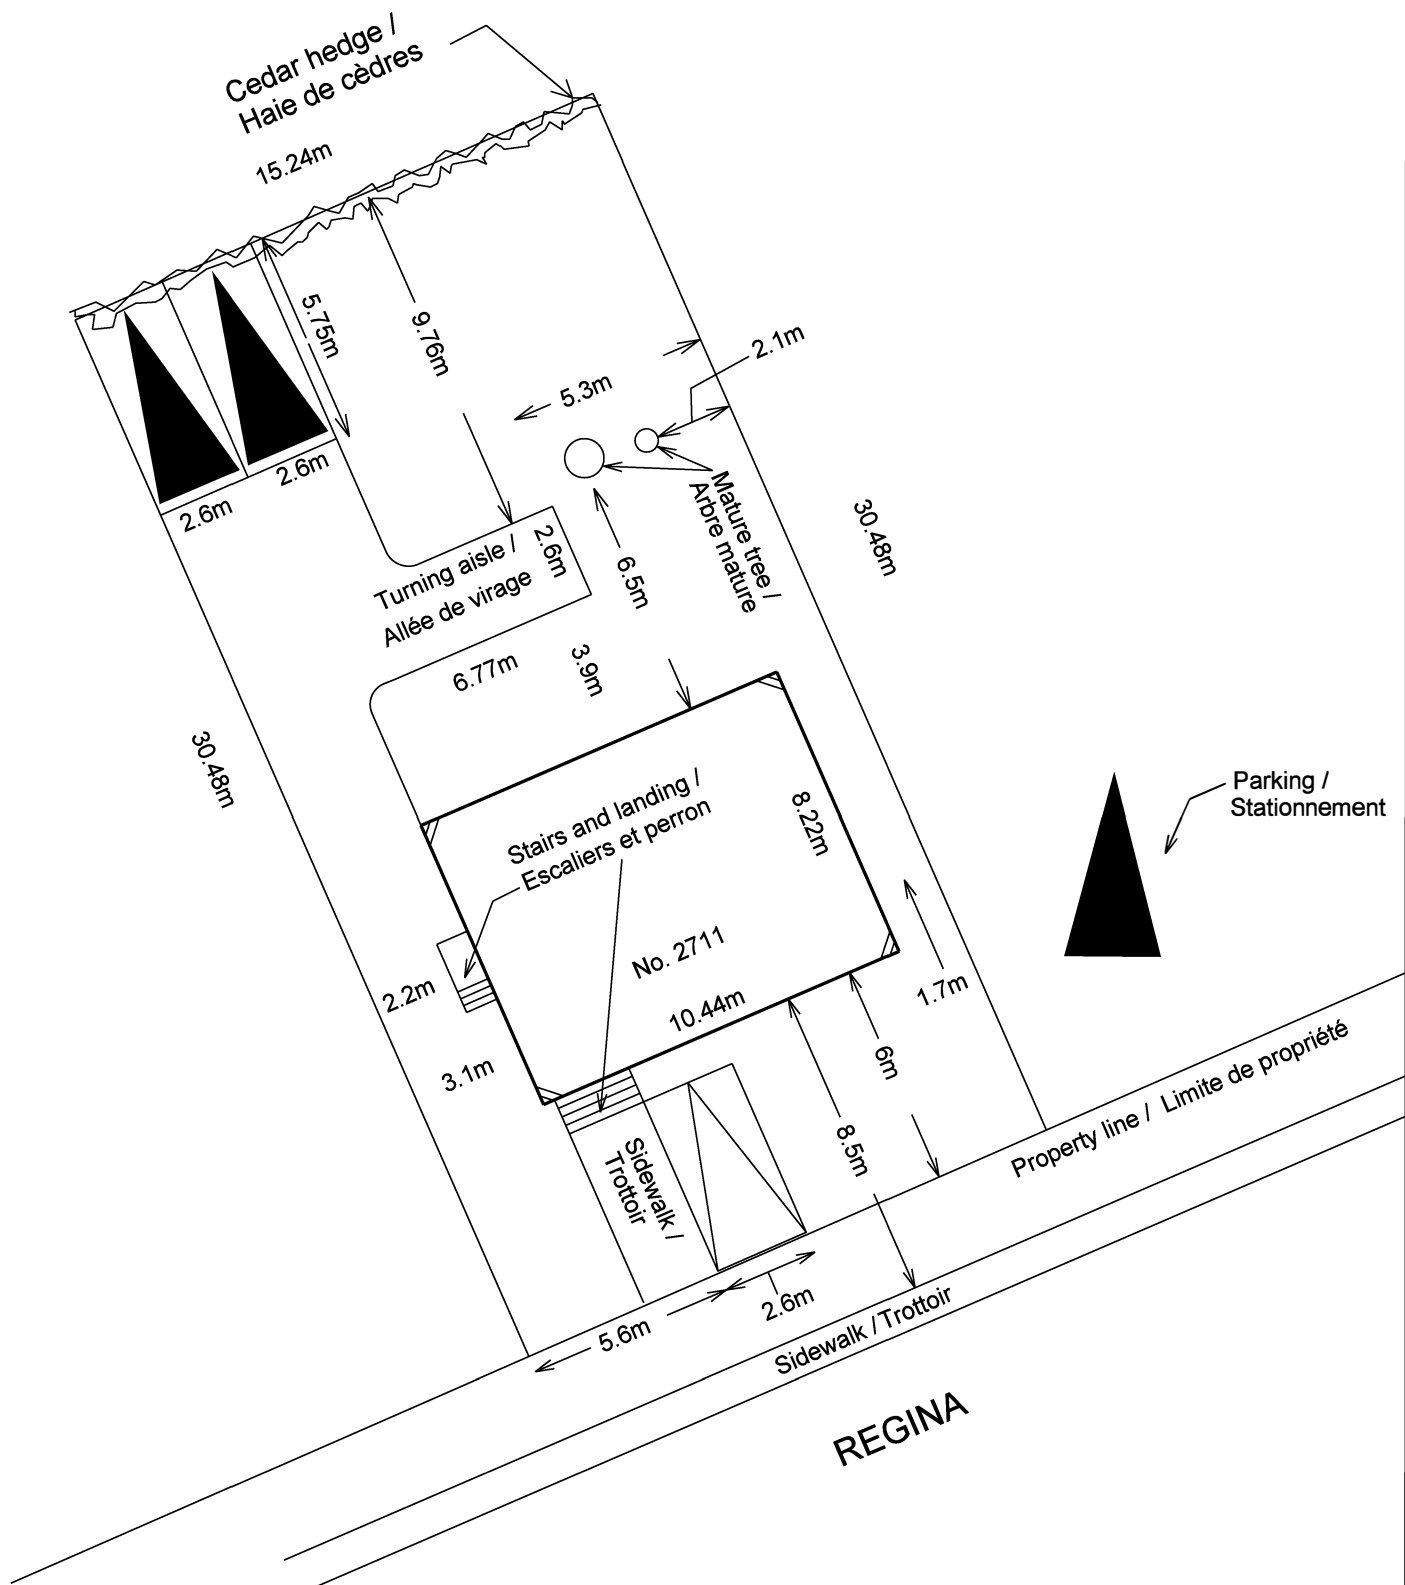 Cedar hedge /
Haie de cèdres
15.24m
5.75m
9.76m
2.1m
5.3m
2.6m
2.6m
Mature tree /
Arbre mature
30.48m
Turning aisle /
Allée de virage
2.6m
6.5m
6.77m
3.9m
30.48m
Parking /
Stationnement
Stairs and landing /
Escaliers et perron
8.22m
No. 2711
10.44m
2.2m
1.7m
3.1m
6m
8.5m
Sidewalk /
Trottoir
Property line / Limite de propriété
2.6m
5.6m
Sidewalk / Trottoir
REGINA